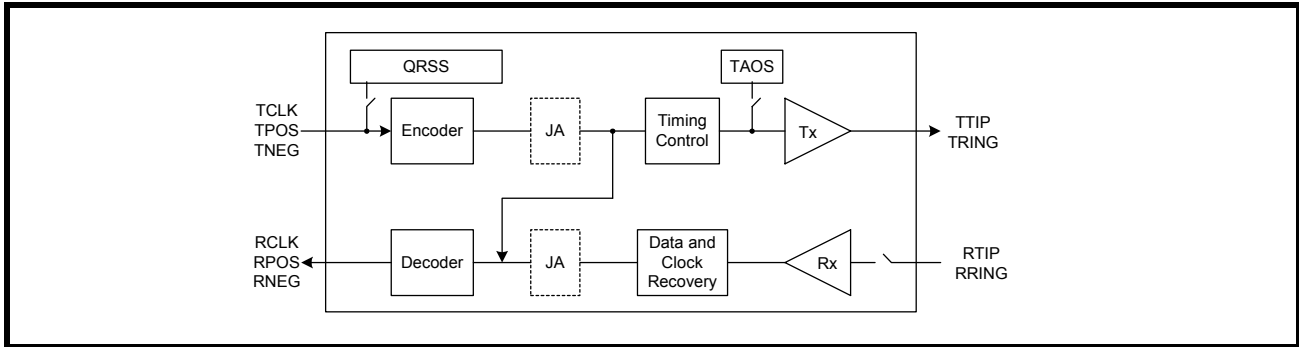 QRSS
TAOS
TCLK
TPOS
TNEG
Encoder
JA
Timing
Control
Tx
TTIP
TRING
RCLK
RPOS
RNEG
Decoder
JA
Data and
Clock
Recovery
Rx
RTIP
RRING